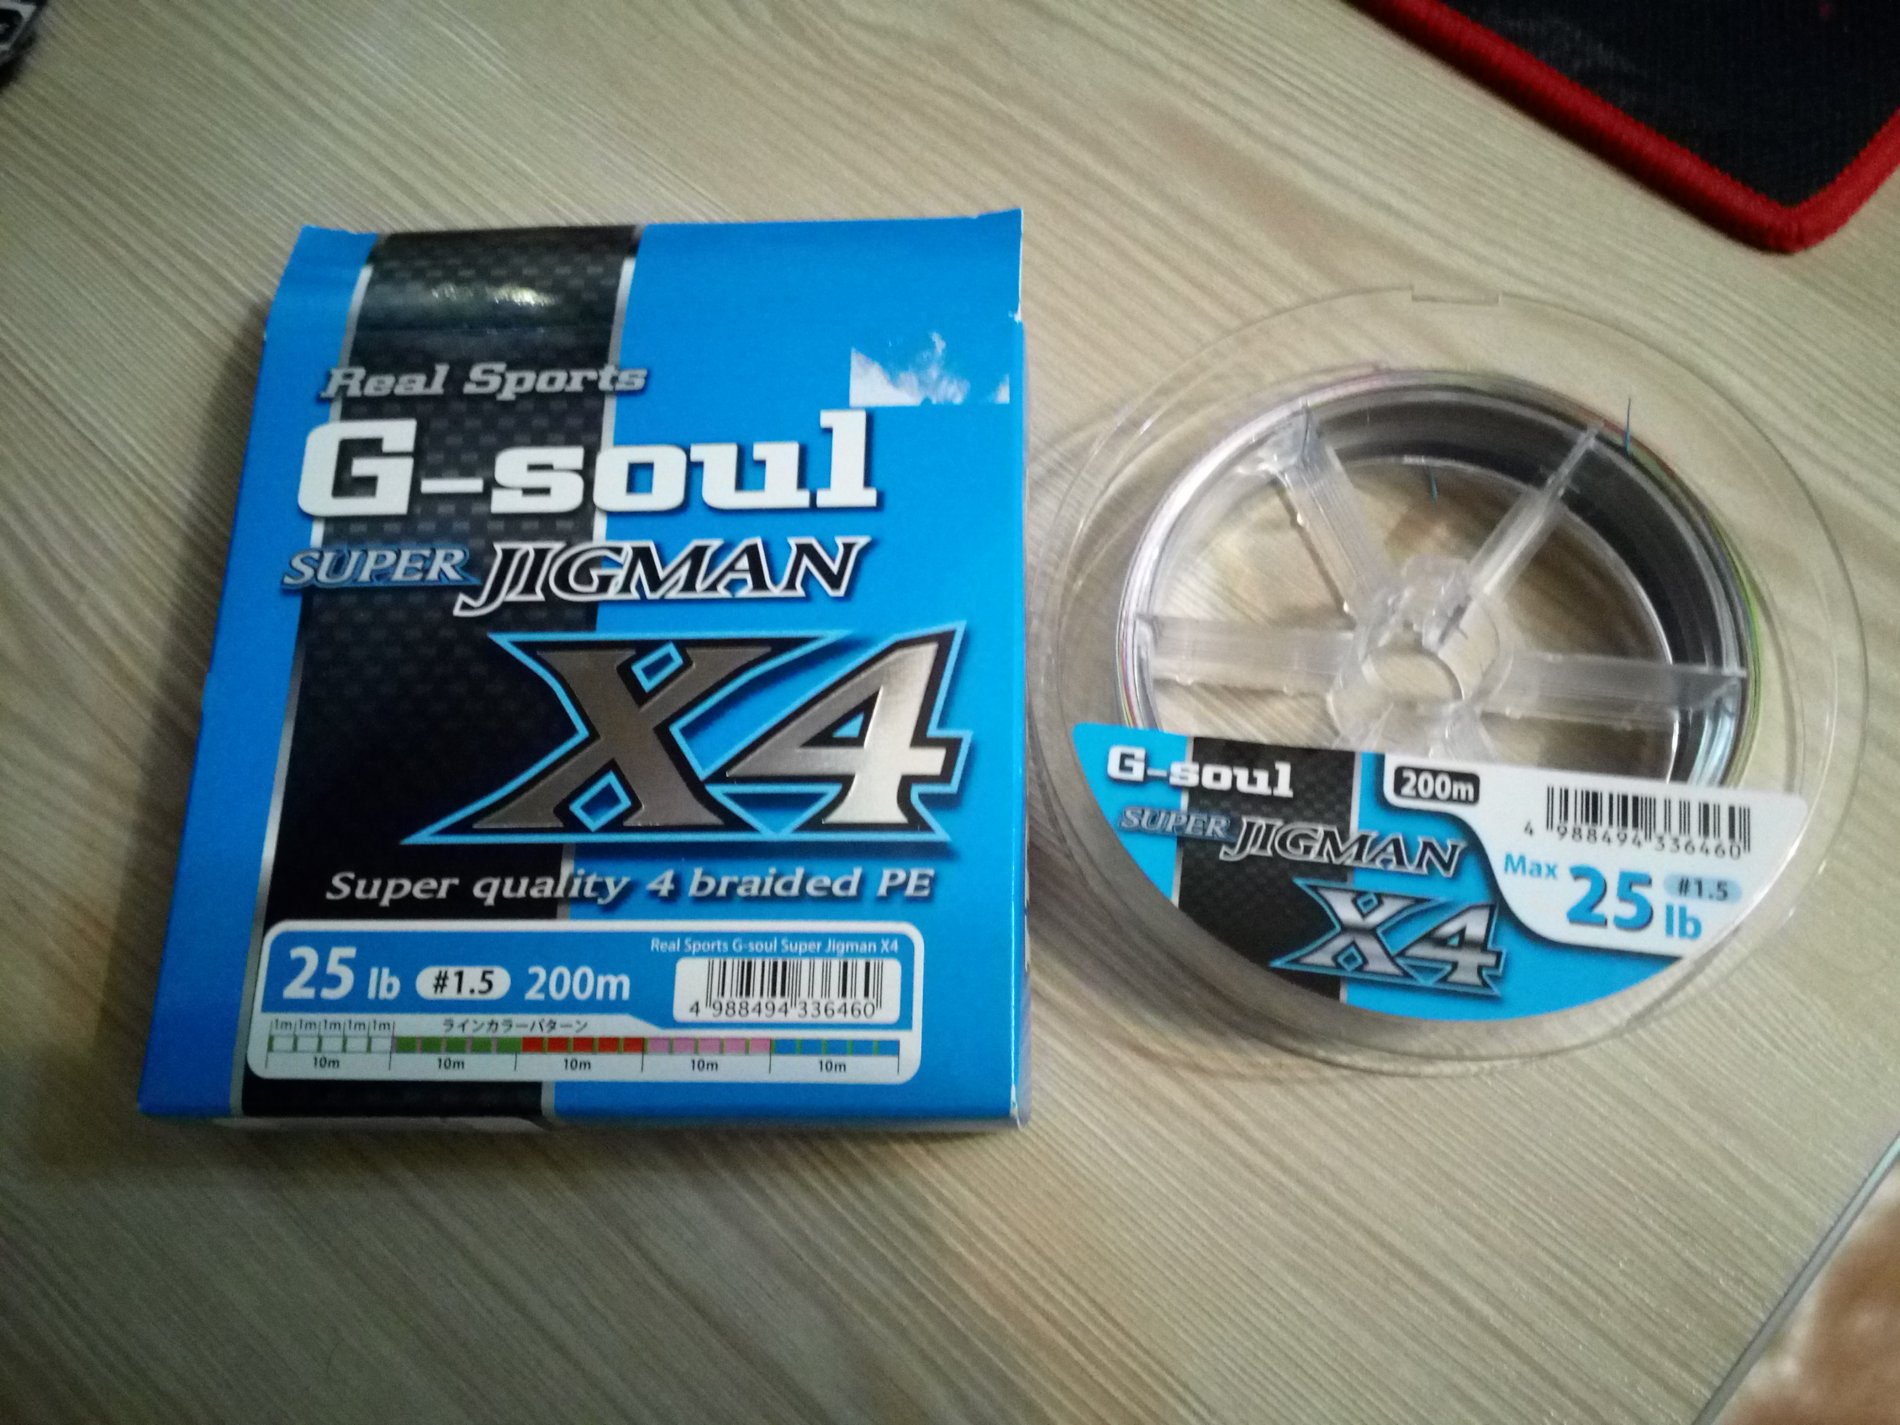 Real Sports
G-soul
SUPER JIGMAN
X4
Super quality 4 braided PE
25 lb #1.5 200m
Real Sports G-soul Super Jigman X4
4 988494 336460
1m 1m 1m 1m 1m
ラインカラーパターン
10m 10m 10m 10m 10m
G-soul
SUPER JIGMAN
X4
200m
4 988494 336460
Max 25 lb #1.5